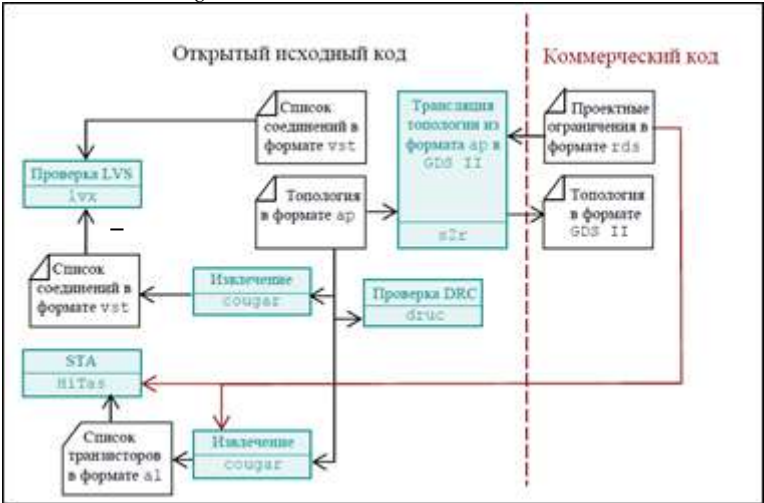 Открытый исходный код
Коммерческий код
Список
соединений в
формате vst
Трансляция
топологии из
формата ap в
GDS II
s2r
Проектные
ограничения в
формате rds
Проверка LVS
lvx
Топология
в формате ap
Топология
в формате
GDS II
Список
соединений в
формате vst
Извлечение
cougar
Проверка DRC
druc
STA
HiTas
Список
транзисторов
в формате al
Извлечение
cougar